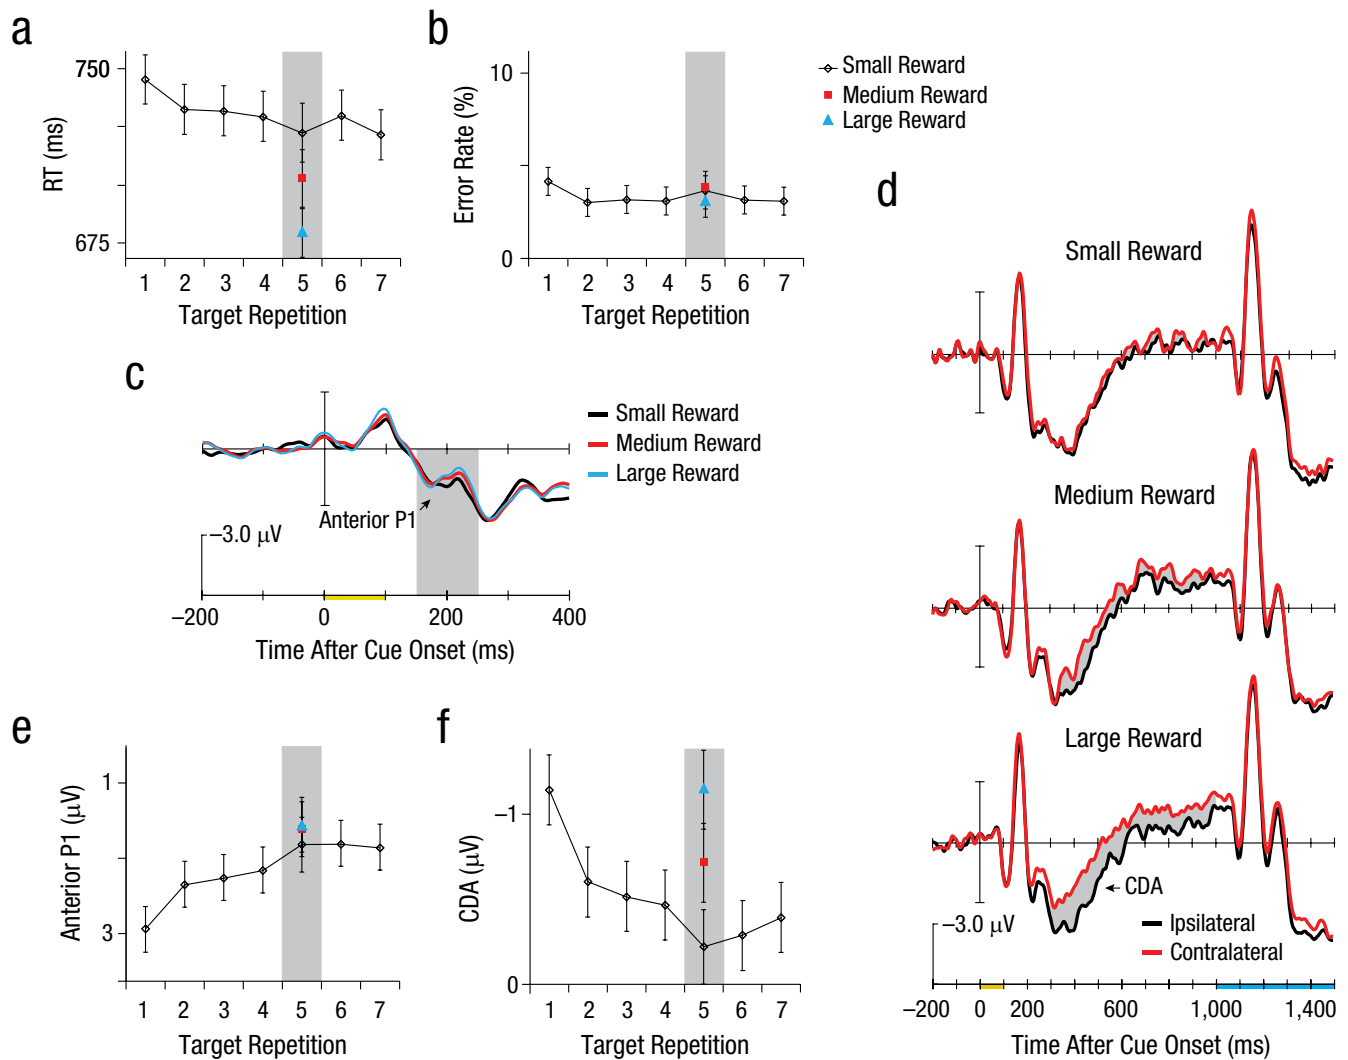 a
750
675
RT (ms)
1 2 3 4 5 6 7
Target Repetition
b
10
0
Error Rate (%)
1 2 3 4 5 6 7
Target Repetition
Small Reward
Medium Reward
Large Reward
c
Anterior P1
−3.0 μV
−200 0 200 400
Time After Cue Onset (ms)
Small Reward
Medium Reward
Large Reward
d
Small Reward
Medium Reward
Large Reward
CDA
−3.0 μV
Ipsilateral
Contralateral
−200 0 200 600 1,000 1,400
Time After Cue Onset (ms)
e
1
3
Anterior P1 (μV)
1 2 3 4 5 6 7
Target Repetition
f
−1
0
CDA (μV)
1 2 3 4 5 6 7
Target Repetition